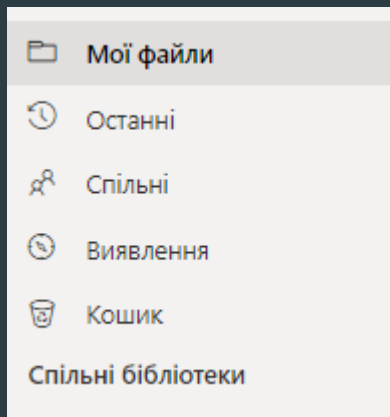 Мої файли
Останні
Спільні
Виявлення
Кошик
Спільні бібліотеки